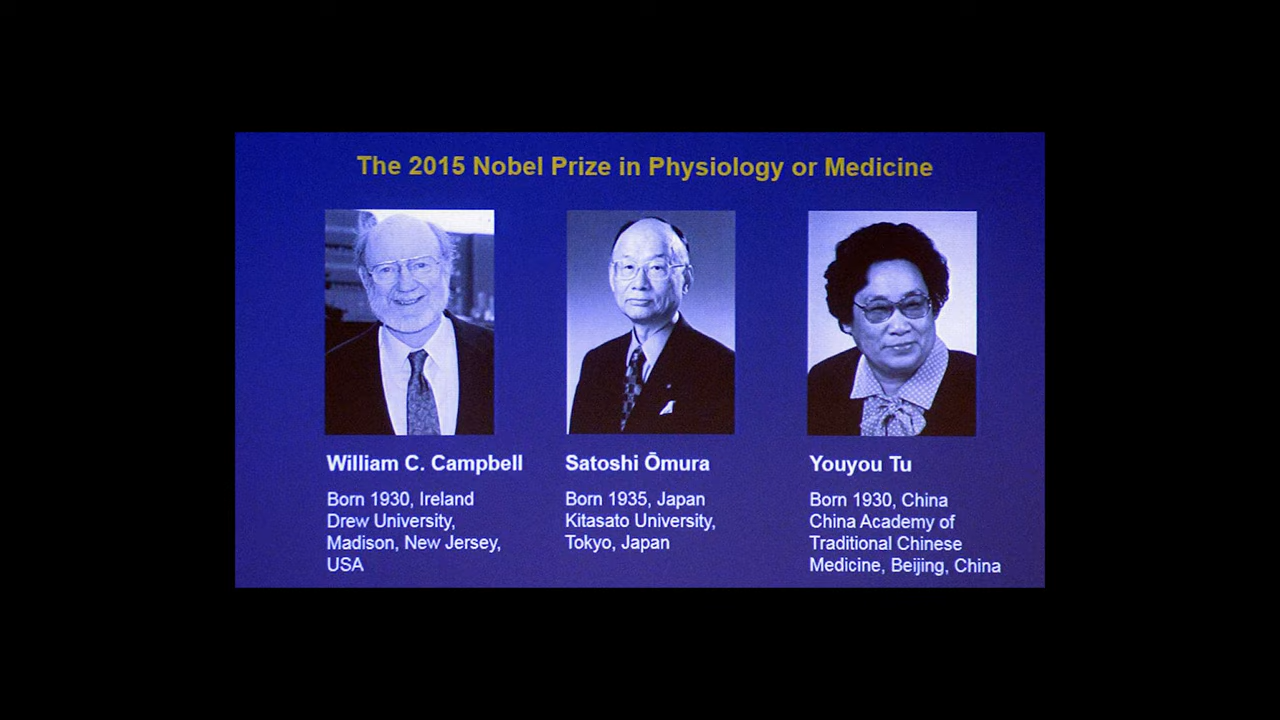 The 2015 Nobel Prize in Physiology or Medicine
William C. Campbell
Born 1930, Ireland
Drew University,
Madison, New Jersey,
USA
Satoshi Ōmura
Born 1935, Japan
Kitasato University,
Tokyo, Japan
Youyou Tu
Born 1930, China
China Academy of
Traditional Chinese
Medicine, Beijing, China